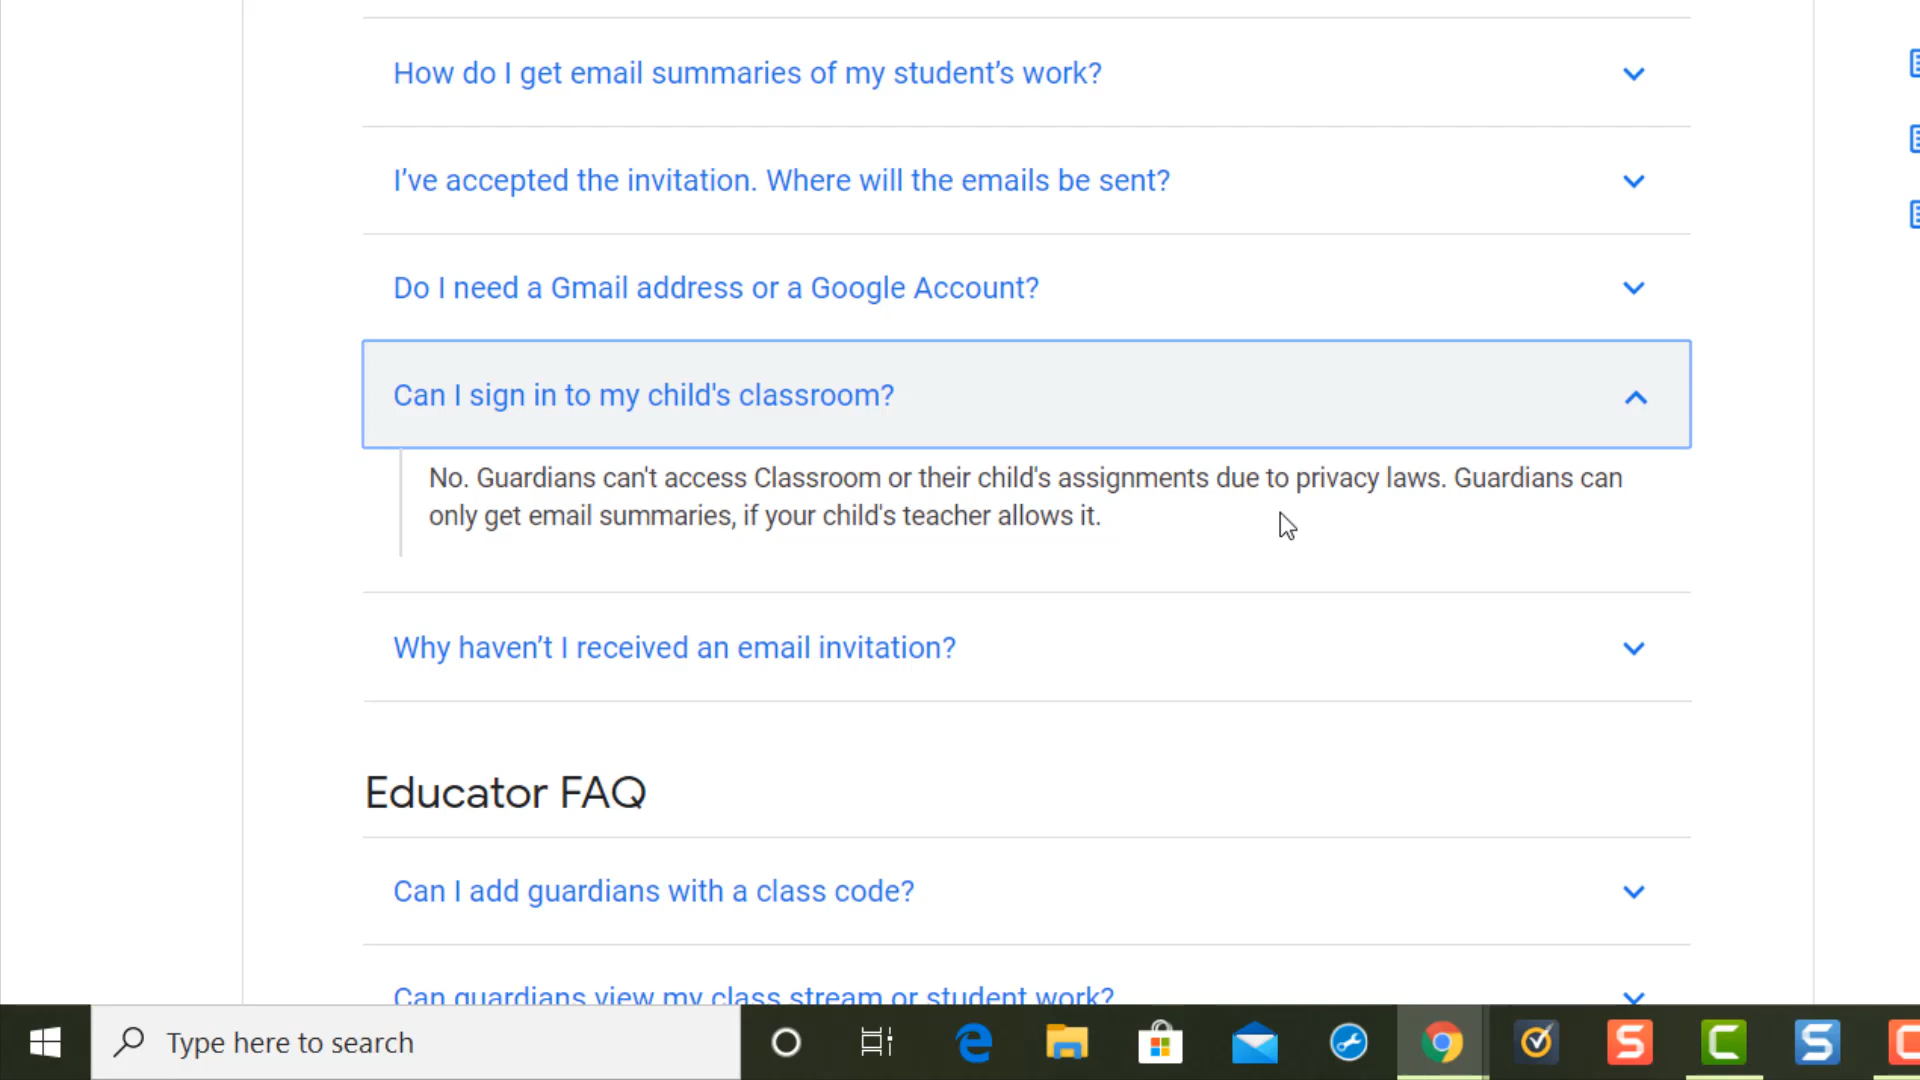 How do I get email summaries of my student’s work?
I’ve accepted the invitation. Where will the emails be sent?
Do I need a Gmail address or a Google Account?
Can I sign in to my child's classroom?
No. Guardians can't access Classroom or their child's assignments due to privacy laws. Guardians can
only get email summaries, if your child's teacher allows it.
Why haven’t I received an email invitation?
Educator FAQ
Can I add guardians with a class code?
Can guardians view my class stream or student work?
Type here to search